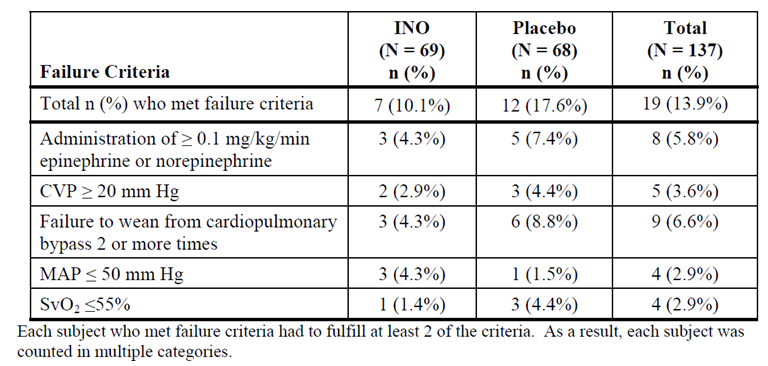 Failure Criteria INO (N = 69) n (%) Placebo (N = 68) n (%) Total (N = 137) n (%)
Total n (%) who met failure criteria 7 (10.1%) 12 (17.6%) 19 (13.9%)
Administration of ≥ 0.1 mg/kg/min epinephrine or norepinephrine 3 (4.3%) 5 (7.4%) 8 (5.8%)
CVP ≥ 20 mm Hg 2 (2.9%) 3 (4.4%) 5 (3.6%)
Failure to wean from cardiopulmonary bypass 2 or more times 3 (4.3%) 6 (8.8%) 9 (6.6%)
MAP ≤ 50 mm Hg 3 (4.3%) 1 (1.5%) 4 (2.9%)
SvO₂ ≤55% 1 (1.4%) 3 (4.4%) 4 (2.9%)
Each subject who met failure criteria had to fulfill at least 2 of the criteria. As a result, each subject was
counted in multiple categories.